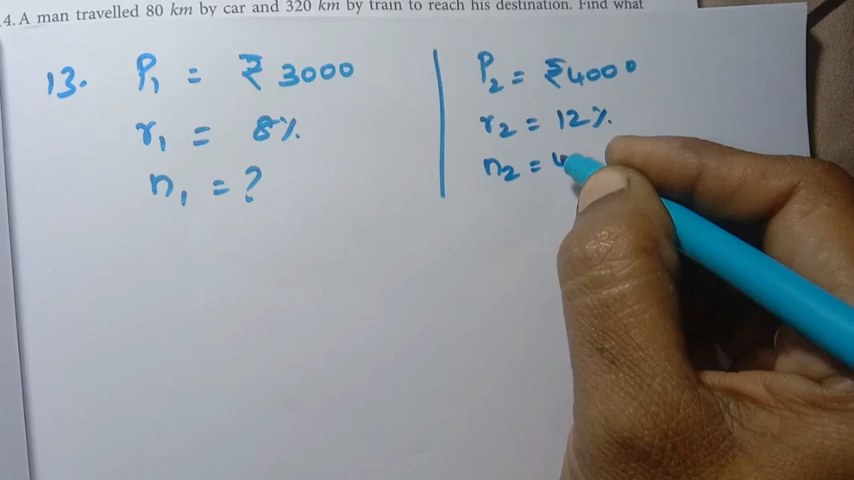 4. A man travelled 80 km by car and 320 km by train to reach his destination. Find what
13. P₁ = ₹ 3000
r₁ = 8%
n₁ = ?
P₂ = ₹4000
r₂ = 12%.
n₂ = 4